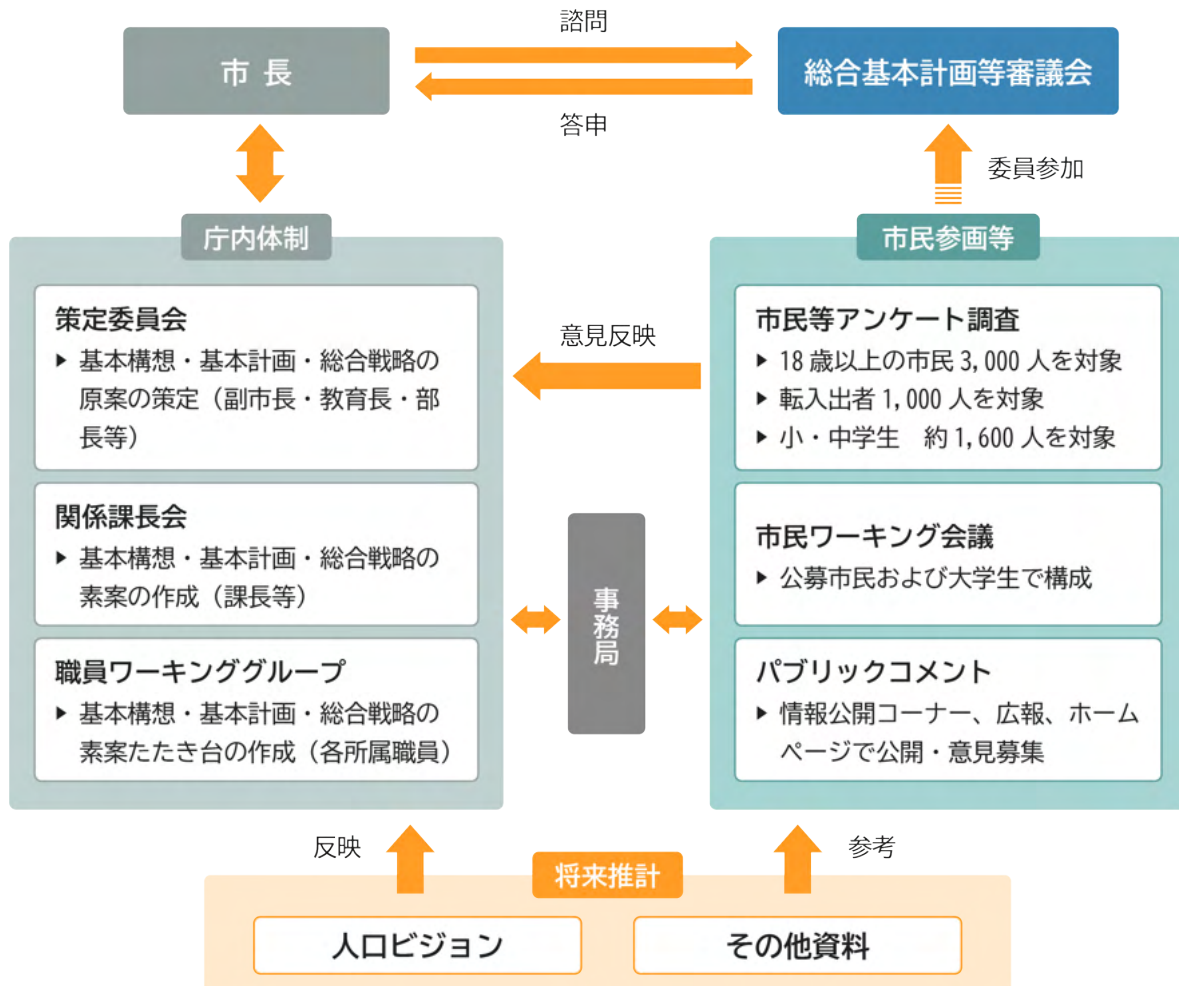 諮問
市 長
総合基本計画等審議会
答申
委員参加
庁内体制
策定委員会
▶ 基本構想・基本計画・総合戦略の
原案の策定（副市長・教育長・部
長等）
関係課長会
▶ 基本構想・基本計画・総合戦略の
素案の作成（課長等）
職員ワーキンググループ
▶ 基本構想・基本計画・総合戦略の
素案たたき台の作成（各所属職員）
意見反映
事務局
市民参画等
市民等アンケート調査
▶ 18 歳以上の市民 3,000 人を対象
▶ 転入出者 1,000 人を対象
▶ 小・中学生　約 1,600 人を対象
市民ワーキング会議
▶ 公募市民および大学生で構成
パブリックコメント
▶ 情報公開コーナー、広報、ホーム
ページで公開・意見募集
反映
参考
将来推計
人口ビジョン
その他資料